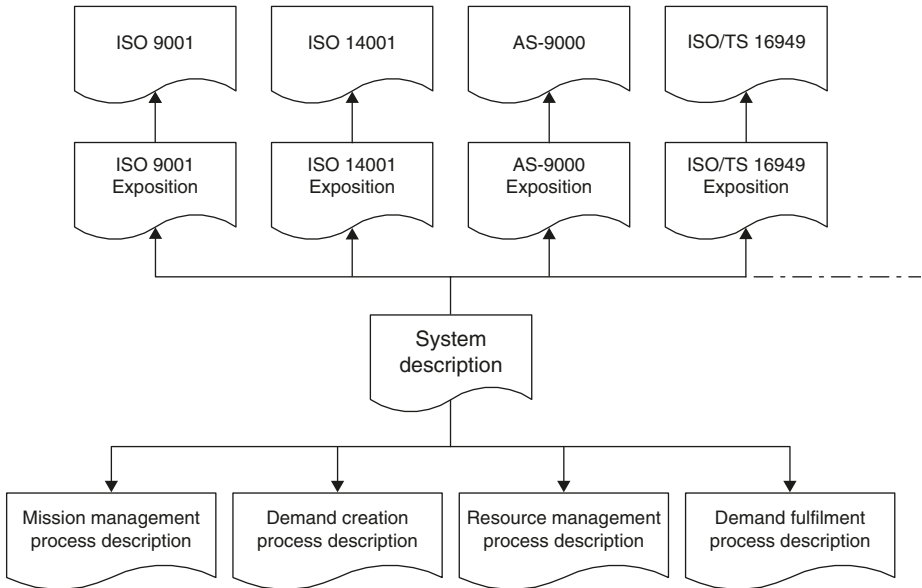 ISO 9001
ISO 14001
AS-9000
ISO/TS 16949
ISO 9001
Exposition
ISO 14001
Exposition
AS-9000
Exposition
ISO/TS 16949
Exposition
System
description
Mission management
process description
Demand creation
process description
Resource management
process description
Demand fulfilment
process description